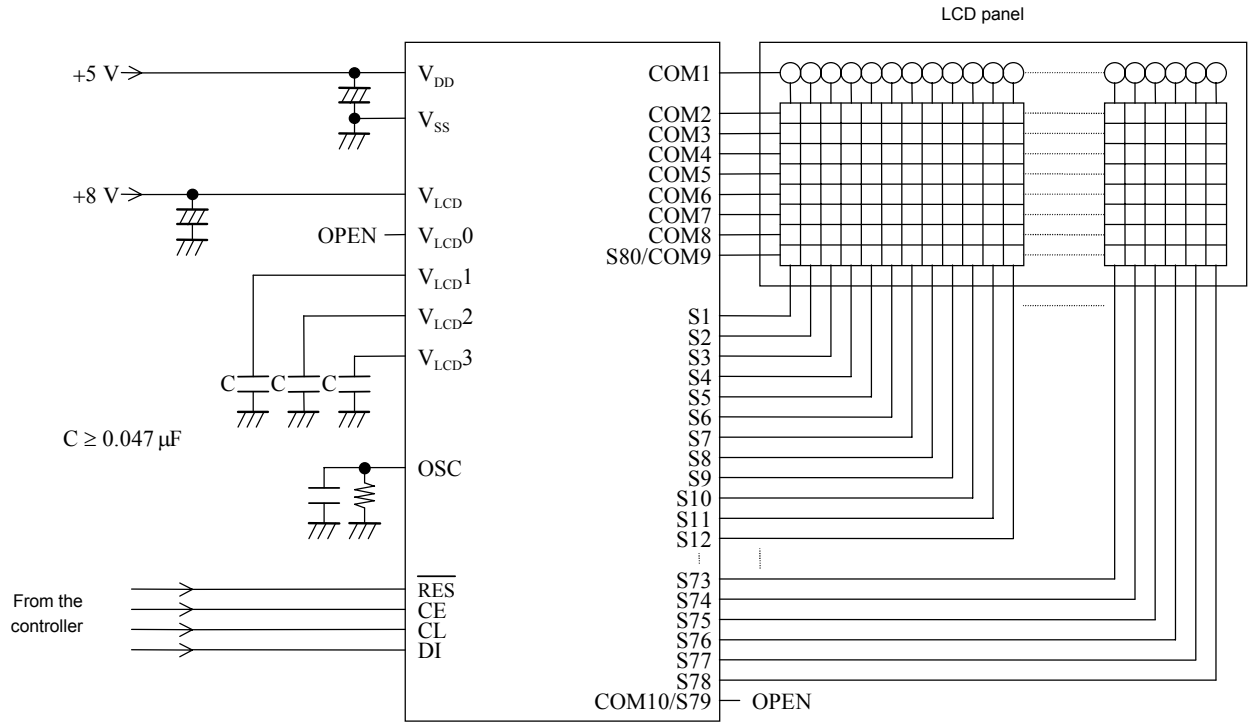 LCD panel
+5 V
VDD
VSS
+8 V
VLCD
OPEN
VLCD0
VLCD1
VLCD2
VLCD3
C
C
C
C ≥ 0.047 μF
OSC
From the
controller
RES
CE
CL
DI
COM1
COM2
COM3
COM4
COM5
COM6
COM7
COM8
S80/COM9
S1
S2
S3
S4
S5
S6
S7
S8
S9
S10
S11
S12
S73
S74
S75
S76
S77
S78
COM10/S79
OPEN